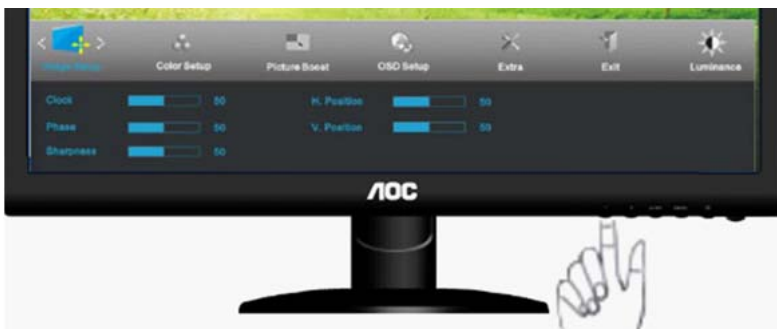 < >
Image Setup Color Setup Picture Boost OSD Setup Extra Exit Luminance
Clock 50 H. Position 50
Phase 50 V. Position 50
Sharpness 50
AOC